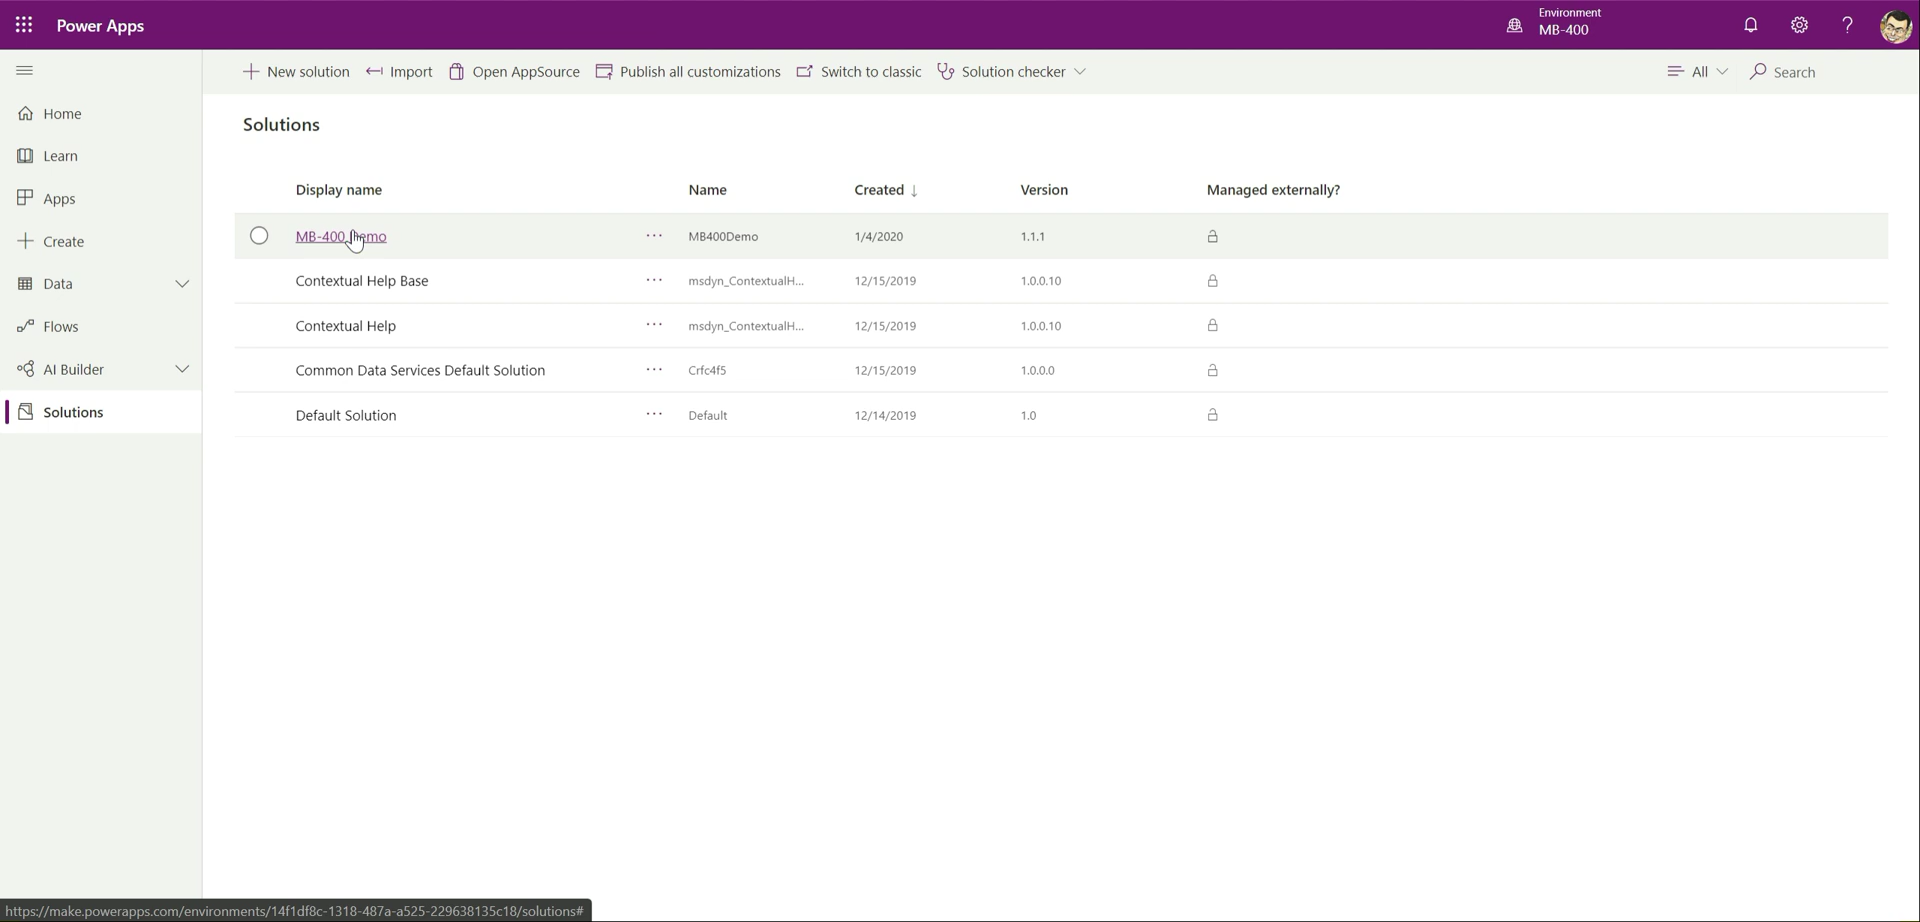 Power Apps
Environment
MB-400
?
New solution
Import
Open AppSource
Publish all customizations
Switch to classic
Solution checker
All
Search
Home
Learn
Apps
Create
Data
Flows
AI Builder
Solutions
Solutions
Display name Name Created ↓ Version Managed externally?
MB-400 Demo ··· MB400Demo 1/4/2020 1.1.1
Contextual Help Base ··· msdyn_ContextualH... 12/15/2019 1.0.0.10
Contextual Help ··· msdyn_ContextualH... 12/15/2019 1.0.0.10
Common Data Services Default Solution ··· Crfc4f5 12/15/2019 1.0.0.0
Default Solution ··· Default 12/14/2019 1.0
https://make.powerapps.com/environments/14f1df8c-1318-487a-a525-229638135c18/solutions#